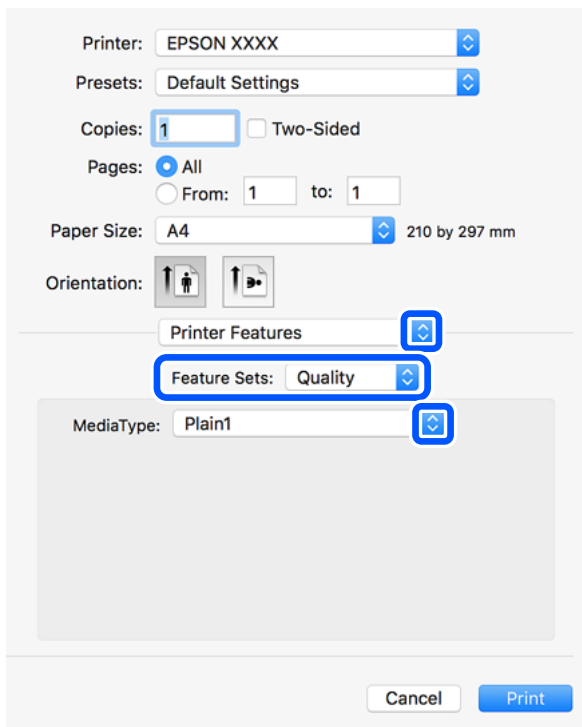 Printer: EPSON XXXX
Presets: Default Settings
Copies: 1 Two-Sided
Pages: All
From: 1 to: 1
Paper Size: A4 210 by 297 mm
Orientation:
Printer Features
Feature Sets: Quality
MediaType: Plain1
Cancel Print